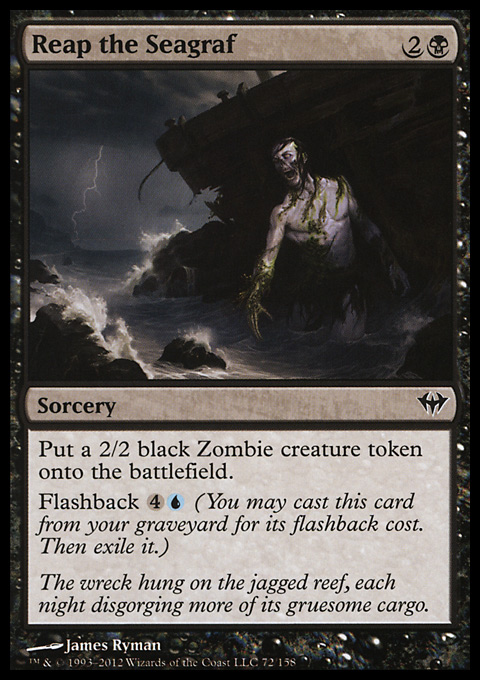 Reap the Seagraf 2
Sorcery
Put a 2/2 black Zombie creature token
onto the battlefield.
Flashback 4 (You may cast this card
from your graveyard for its flashback cost.
Then exile it.)
The wreck hung on the jagged reef, each
night disgorging more of its gruesome cargo.
James Ryman
™ & © 1993–2012 Wizards of the Coast LLC 72/158